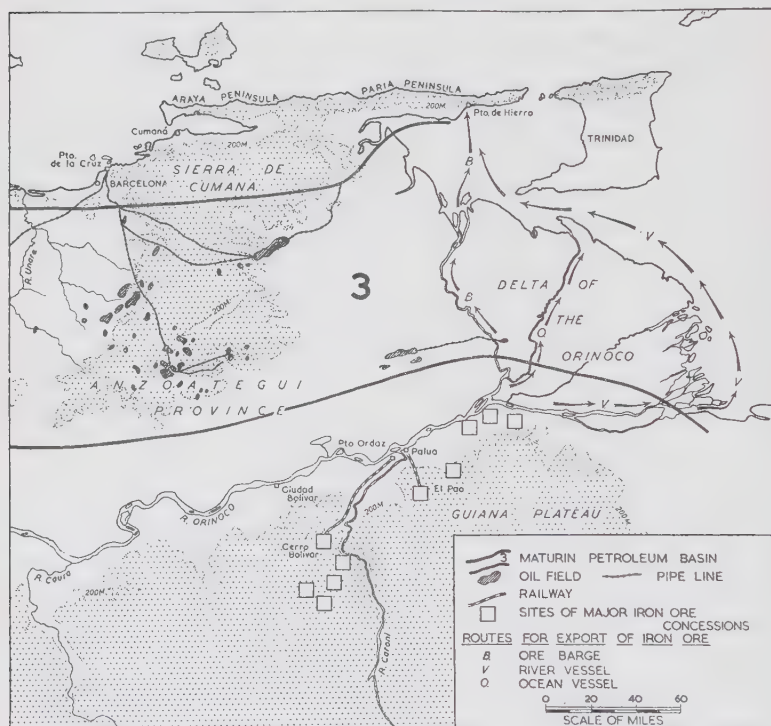 ARAYA PENINSULA
PARIA PENINSULA
200M
Pto. de Hierro
TRINIDAD
Cumaná
200M
Pto. de la Cruz
BARCELONA
SIERRA DE
CUMANA
B
V
R. Unare
3
DELTA OF
THE
ORINOCO
B
O
200M
ANZOATEGUI
PROVINCE
V
V
Pto Ordaz
Palua
Ciudad
Bolivar
El Pao
R. ORINOCO
200M
GUIANA PLATEAU
200M
Cerro
Bolivar
R. Caura
200M
R. Caroni
3 MATURIN PETROLEUM BASIN
OIL FIELD PIPE LINE
RAILWAY
SITES OF MAJOR IRON ORE
CONCESSIONS
ROUTES FOR EXPORT OF IRON ORE
B ORE BARGE
V RIVER VESSEL
O OCEAN VESSEL
0 20 40 60
SCALE OF MILES